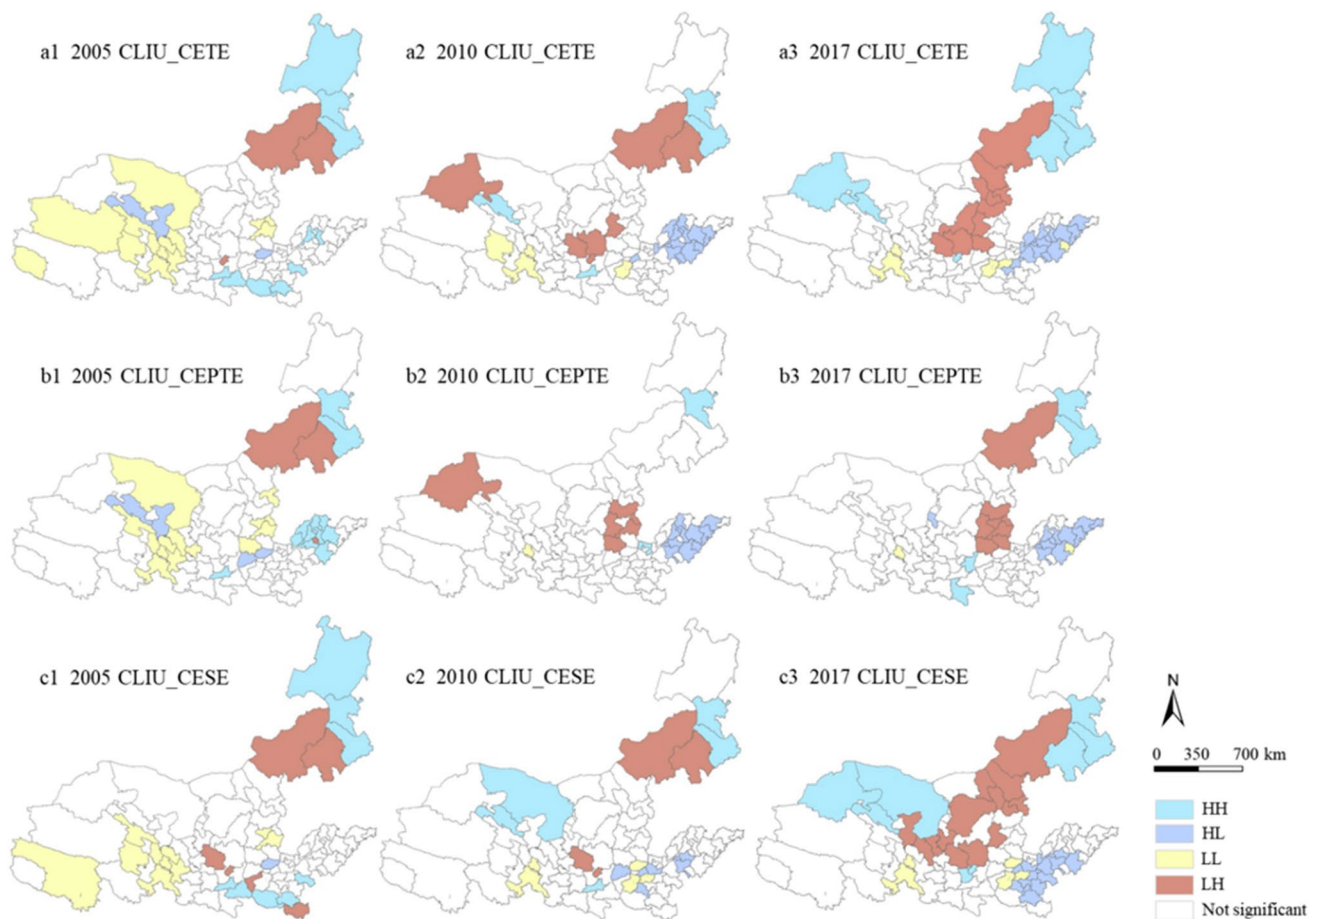 a1 2005 CLIU_CETE
a2 2010 CLIU_CETE
a3 2017 CLIU_CETE
b1 2005 CLIU_CEPTE
b2 2010 CLIU_CEPTE
b3 2017 CLIU_CEPTE
c1 2005 CLIU_CESE
c2 2010 CLIU_CESE
c3 2017 CLIU_CESE
N
0 350 700 km
HH
HL
LL
LH
Not significant